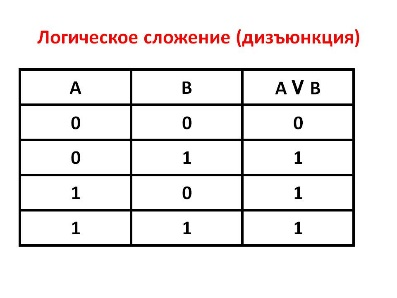 Логическое сложение (дизъюнкция)
A B A V B
0 0 0
0 1 1
1 0 1
1 1 1